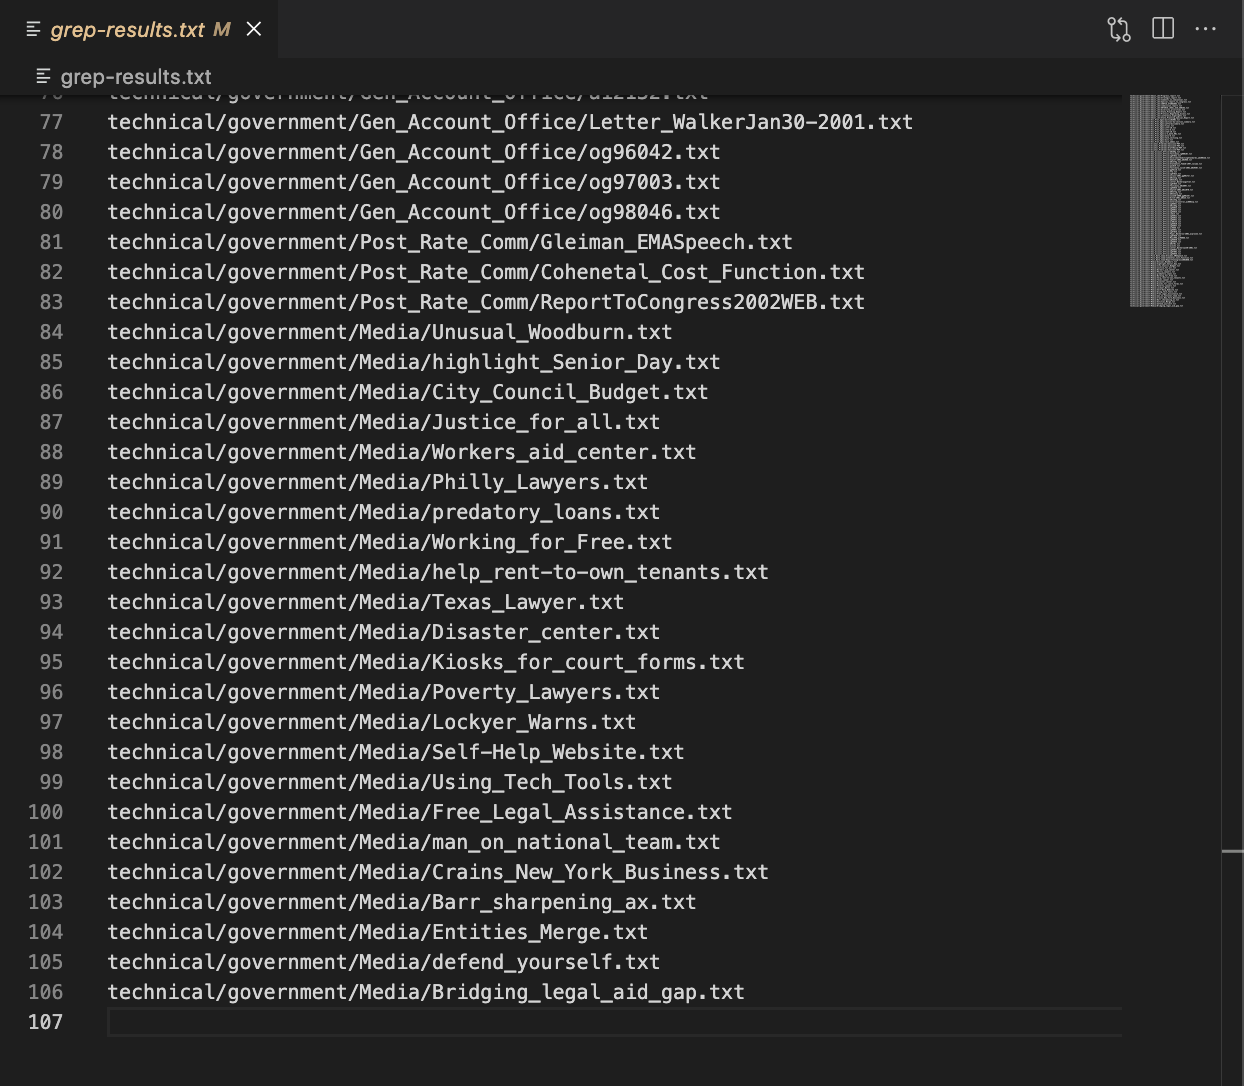 grep-results.txt M
grep-results.txt
77 technical/government/Gen_Account_Office/Letter_WalkerJan30-2001.txt
78 technical/government/Gen_Account_Office/og96042.txt
79 technical/government/Gen_Account_Office/og97003.txt
80 technical/government/Gen_Account_Office/og98046.txt
81 technical/government/Post_Rate_Comm/Gleiman_EMASpeech.txt
82 technical/government/Post_Rate_Comm/Cohenetal_Cost_Function.txt
83 technical/government/Post_Rate_Comm/ReportToCongress2002WEB.txt
84 technical/government/Media/Unusual_Woodburn.txt
85 technical/government/Media/highlight_Senior_Day.txt
86 technical/government/Media/City_Council_Budget.txt
87 technical/government/Media/Justice_for_all.txt
88 technical/government/Media/Workers_aid_center.txt
89 technical/government/Media/Philly_Lawyers.txt
90 technical/government/Media/predatory_loans.txt
91 technical/government/Media/Working_for_Free.txt
92 technical/government/Media/help_rent-to-own_tenants.txt
93 technical/government/Media/Texas_Lawyer.txt
94 technical/government/Media/Disaster_center.txt
95 technical/government/Media/Kiosks_for_court_forms.txt
96 technical/government/Media/Poverty_Lawyers.txt
97 technical/government/Media/Lockyer_Warns.txt
98 technical/government/Media/Self-Help_Website.txt
99 technical/government/Media/Using_Tech_Tools.txt
100 technical/government/Media/Free_Legal_Assistance.txt
101 technical/government/Media/man_on_national_team.txt
102 technical/government/Media/Crains_New_York_Business.txt
103 technical/government/Media/Barr_sharpening_ax.txt
104 technical/government/Media/Entities_Merge.txt
105 technical/government/Media/defend_yourself.txt
106 technical/government/Media/Bridging_legal_aid_gap.txt
107